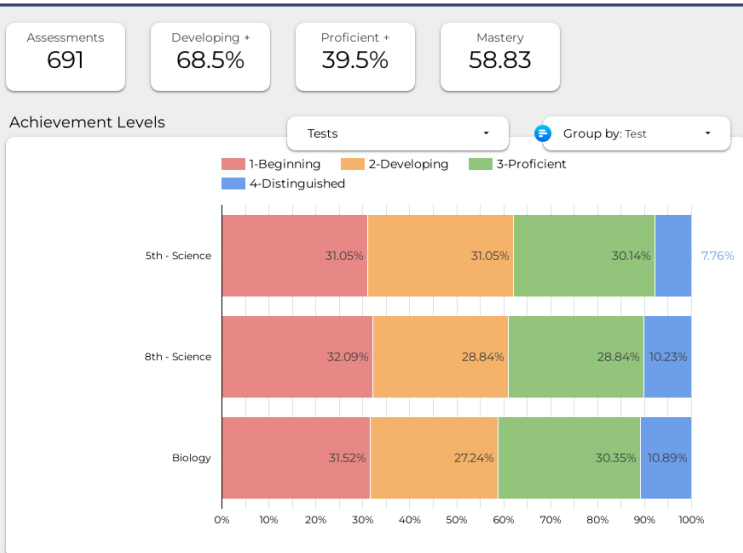 Assessments
691
Developing +
68.5%
Proficient +
39.5%
Mastery
58.83
Achievement Levels
Tests
Group by: Test
1-Beginning 2-Developing 3-Proficient
4-Distinguished
5th - Science 31.05% 31.05% 30.14% 7.76%
8th - Science 32.09% 28.84% 28.84% 10.23%
Biology 31.52% 27.24% 30.35% 10.89%
0% 10% 20% 30% 40% 50% 60% 70% 80% 90% 100%